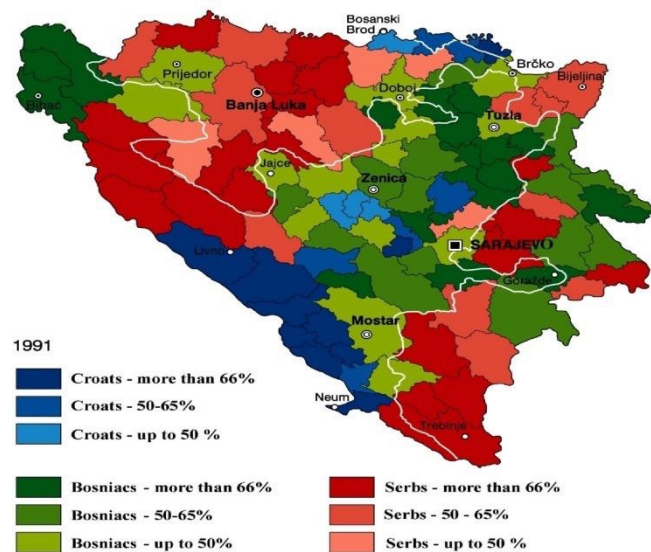 Bosanski
Brod
Brčko
Bijeljina
Prijedor
Doboj
Bihać
Banja Luka
Tuzla
Jajce
Zenica
SARAJEVO
Livno
Goražde
Mostar
1991
Croats - more than 66%
Croats - 50-65%
Croats - up to 50 %
Neum
Trebinje
Bosniacs - more than 66%
Bosniacs - 50-65%
Bosniacs - up to 50%
Serbs - more than 66%
Serbs - 50 - 65%
Serbs - up to 50 %